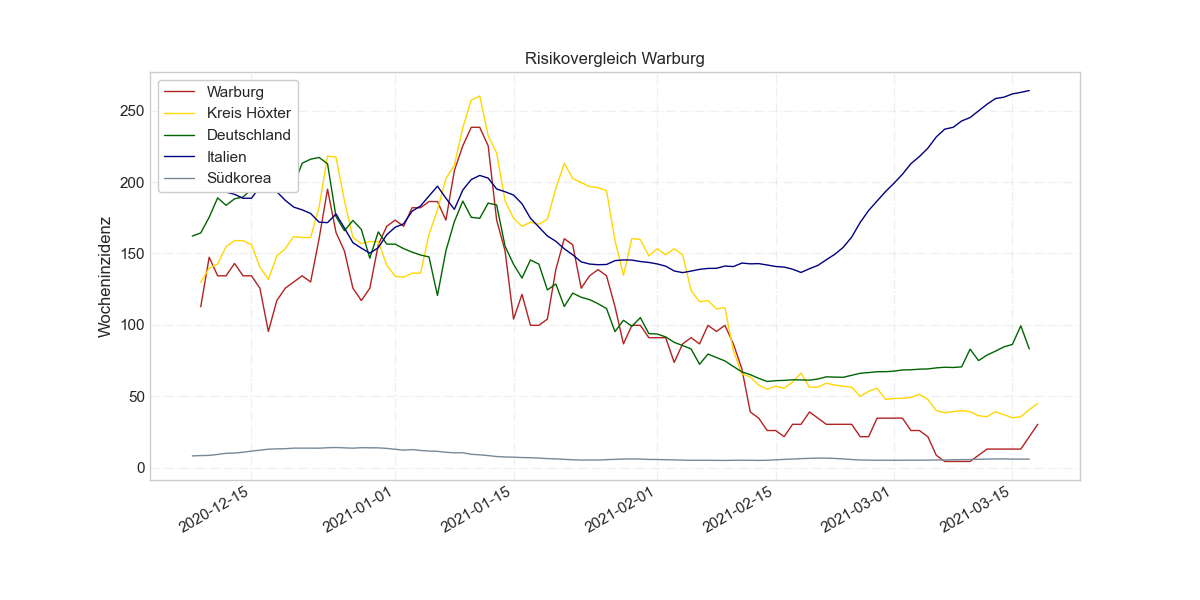 Risikovergleich Warburg
Warburg
Kreis Höxter
Deutschland
Italien
Südkorea
Wocheninzidenz
250
200
150
100
50
0
2020-12-15
2021-01-01
2021-01-15
2021-02-01
2021-02-15
2021-03-01
2021-03-15